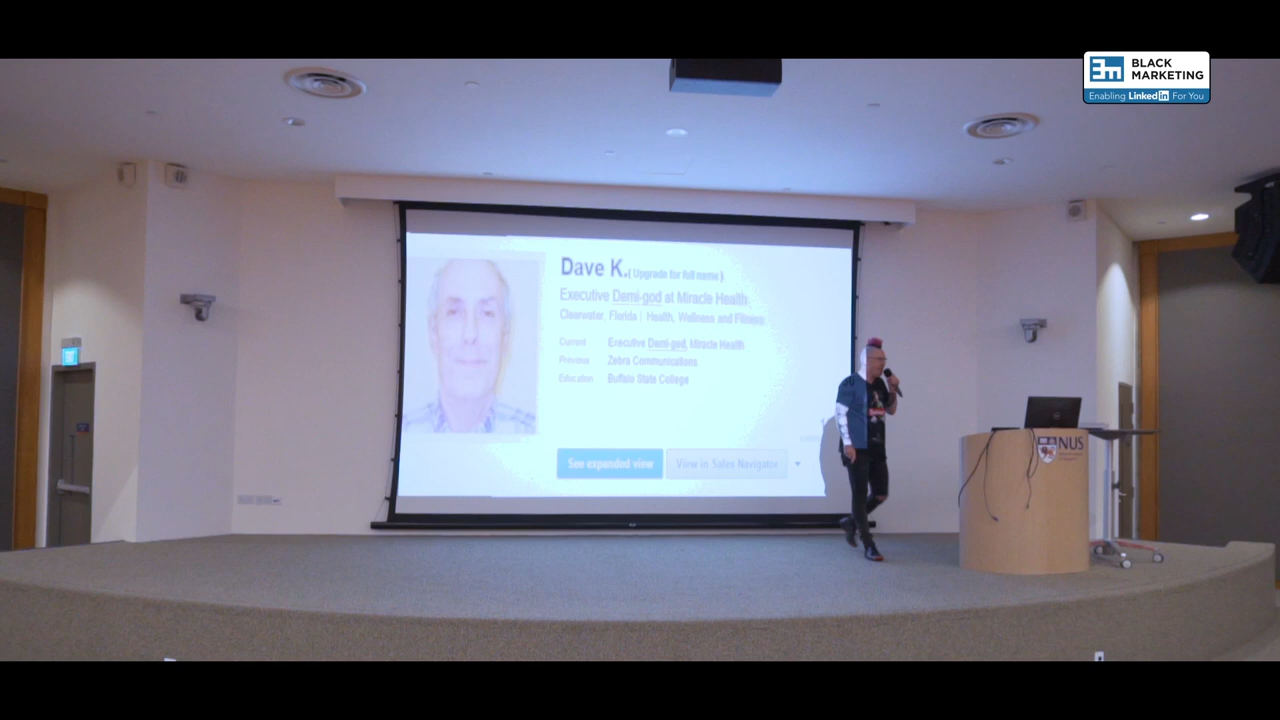 BLACK
MARKETING
Enabling Linkedin For You
Dave K.( Upgrade for full name )
Executive Demi-god at Miracle Health
Clearwater, Florida | Health, Wellness and Fitness
Current Executive Demi-god, Miracle Health
Previous Zebra Communications
Education Buffalo State College
See expanded view View in Sales Navigator
NUS